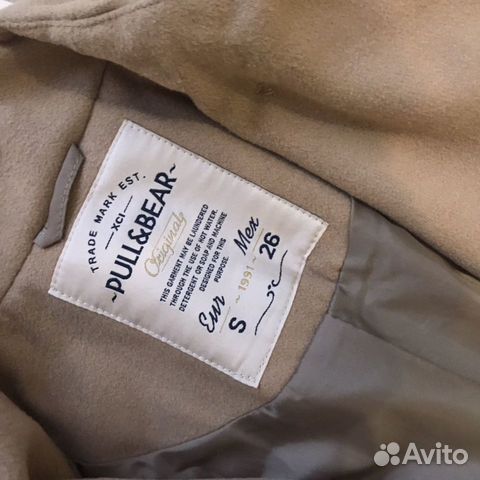 TRADE MARK EST.
-XCI-
~PULL&BEAR~
Originals
THIS GARMENT MAY BE LAUNDERED
THROUGH THE USE OF HOT WATER,
DETERGENT OR SOAP AND MACHINE
DESIGNED FOR THIS
PURPOSE.
Eur Mex
S ~1991~ 26
Avito